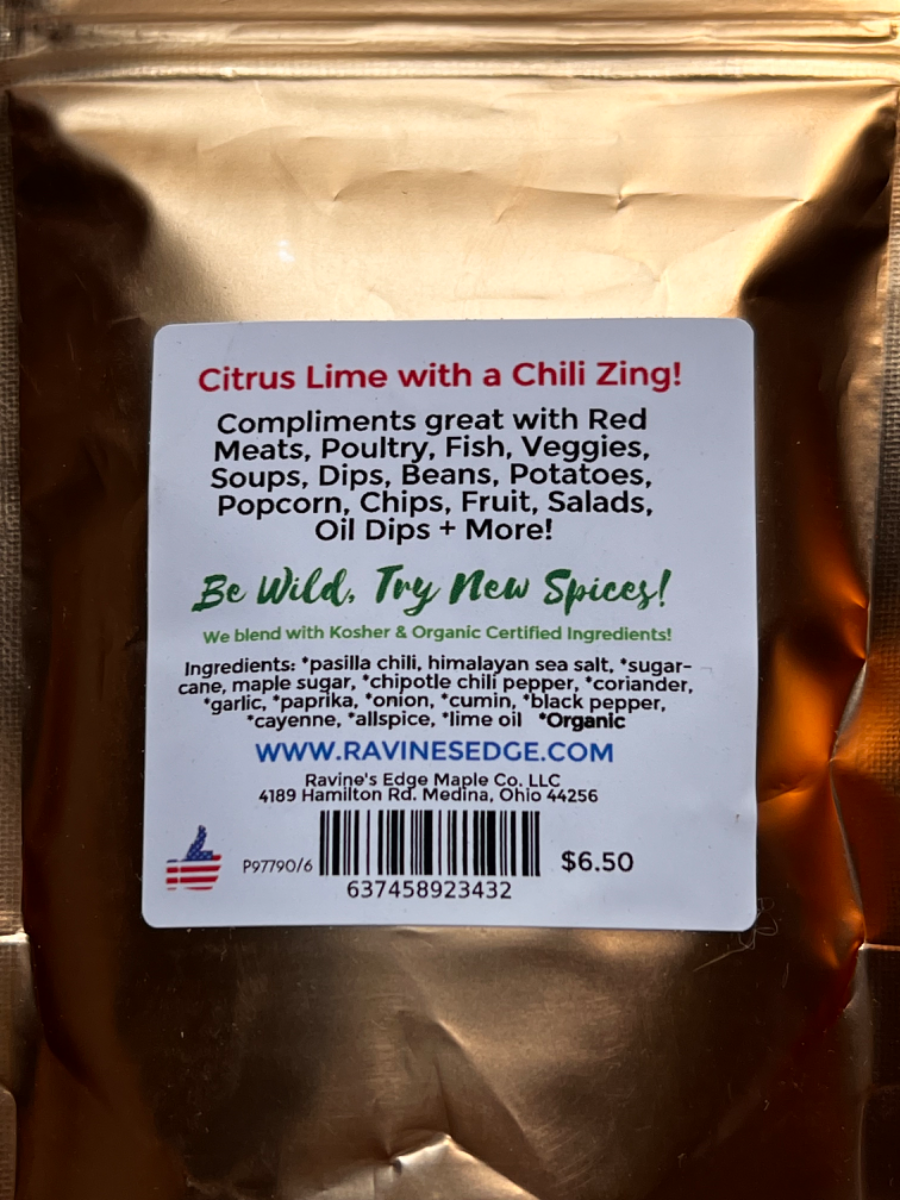 Citrus Lime with a Chili Zing!
Compliments great with Red
Meats, Poultry, Fish, Veggies,
Soups, Dips, Beans, Potatoes,
Popcorn, Chips, Fruit, Salads,
Oil Dips + More!
Be Wild, Try New Spices!
We blend with Kosher & Organic Certified Ingredients!
Ingredients: *pasilla chili, himalayan sea salt, *sugar-
cane, maple sugar, *chipotle chili pepper, *coriander,
*garlic, *paprika, *onion, *cumin, *black pepper,
*cayenne, *allspice, *lime oil *Organic
WWW.RAVINESEDGE.COM
Ravine's Edge Maple Co. LLC
4189 Hamilton Rd. Medina, Ohio 44256
P97790/6 $6.50
637458923432